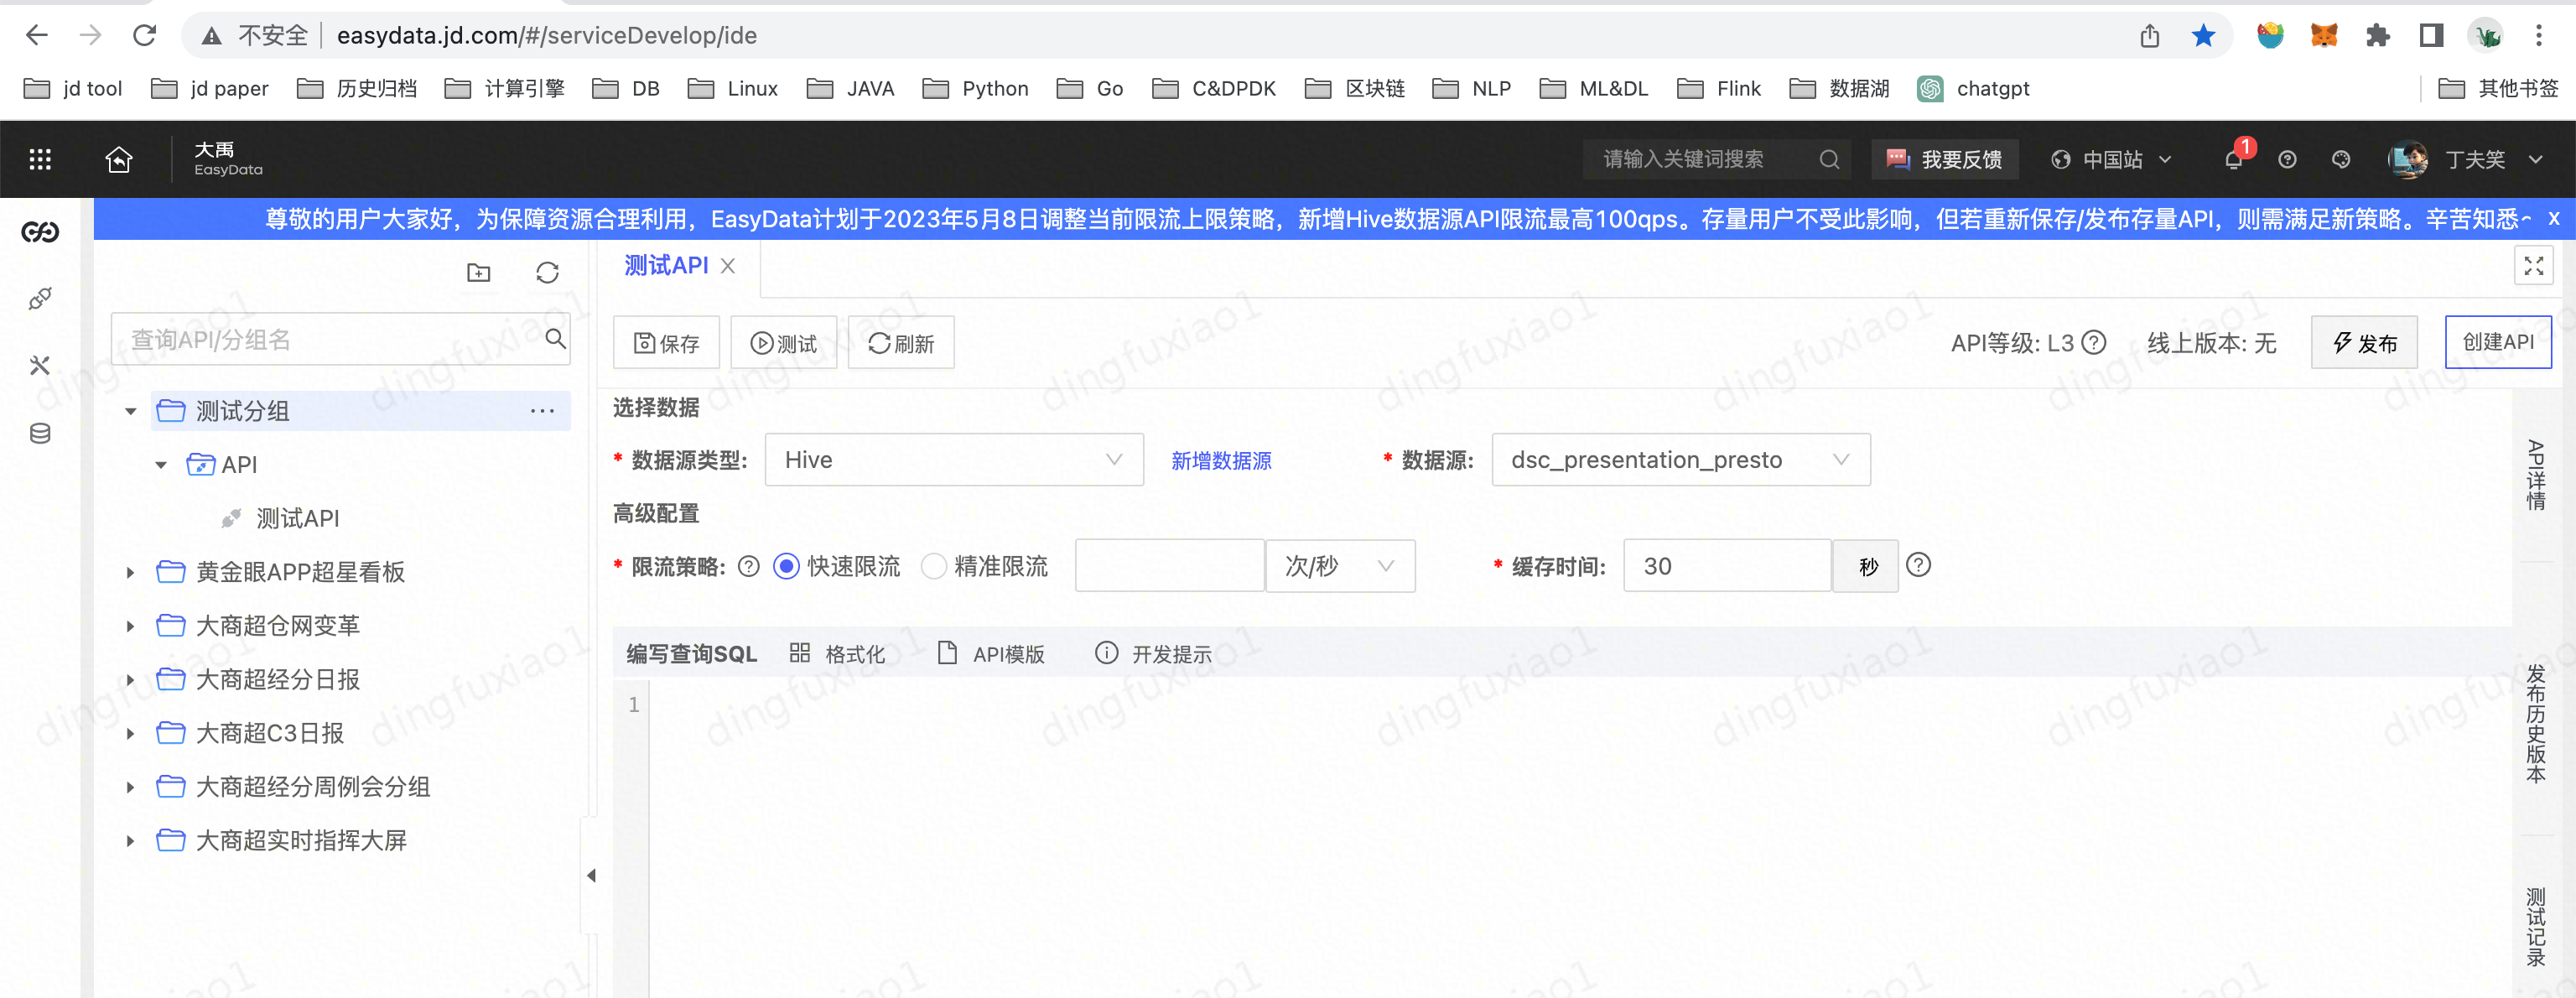 不安全 easydata.jd.com/#/serviceDevelop/ide
jd tool jd paper 历史归档 计算引擎 DB Linux JAVA Python Go C&DPDK 区块链 NLP ML&DL Flink 数据湖 chatgpt 其他书签
大禹
EasyData
请输入关键词搜索 我要反馈 中国站 1 丁夫笑
尊敬的用户大家好，为保障资源合理利用，EasyData计划于2023年5月8日调整当前限流上限策略，新增Hive数据源API限流最高100qps。存量用户不受此影响，但若重新保存/发布存量API，则需满足新策略。辛苦知悉~ X
测试API
查询API/分组名
保存 测试 刷新 API等级: L3 线上版本: 无 发布 创建API
测试分组
API
测试API
黄金眼APP超星看板
大商超仓网变革
大商超经分日报
大商超C3日报
大商超经分周例会分组
大商超实时指挥大屏
选择数据
* 数据源类型: Hive 新增数据源 * 数据源: dsc_presentation_presto
高级配置
* 限流策略: 快速限流 精准限流 次/秒 * 缓存时间: 30 秒
编写查询SQL 格式化 API模版 开发提示
1
API详情
发布历史版本
测试记录
dingfuxiao1